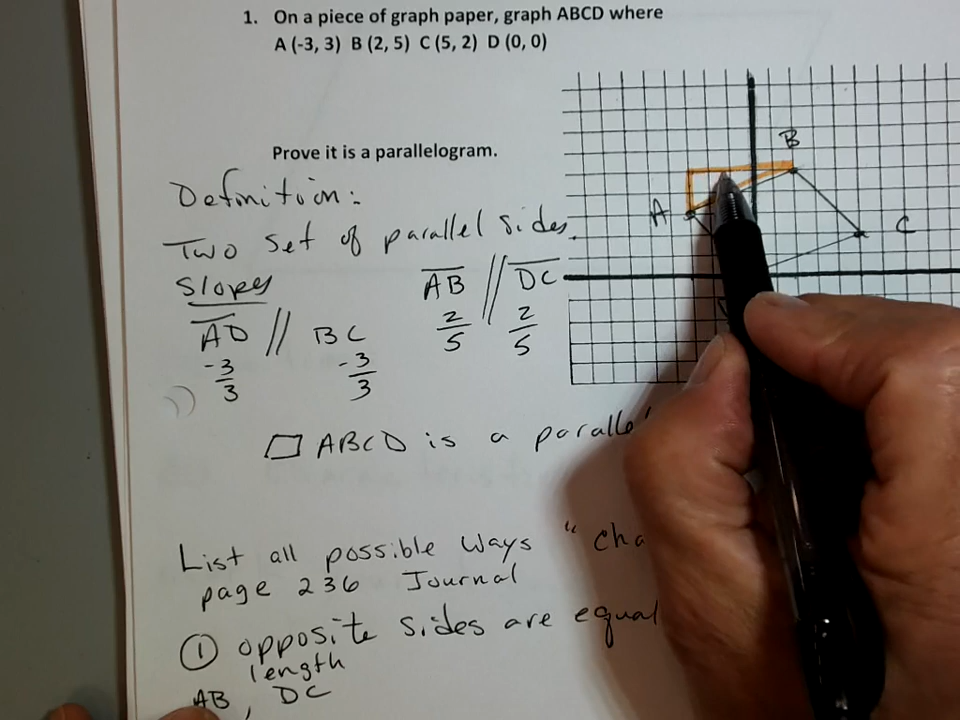 1. On a piece of graph paper, graph ABCD where
A (-3, 3) B (2, 5) C (5, 2) D (0, 0)
Prove it is a parallelogram.
Definition:
Two set of parallel sides.
Slopes
AB // DC
2/5 2/5
AD // BC
-3/3 -3/3
ABCD is a
List all possible Ways "
page 236 Journal
① opposite sides are equal
length
AB, DC
B
A
C